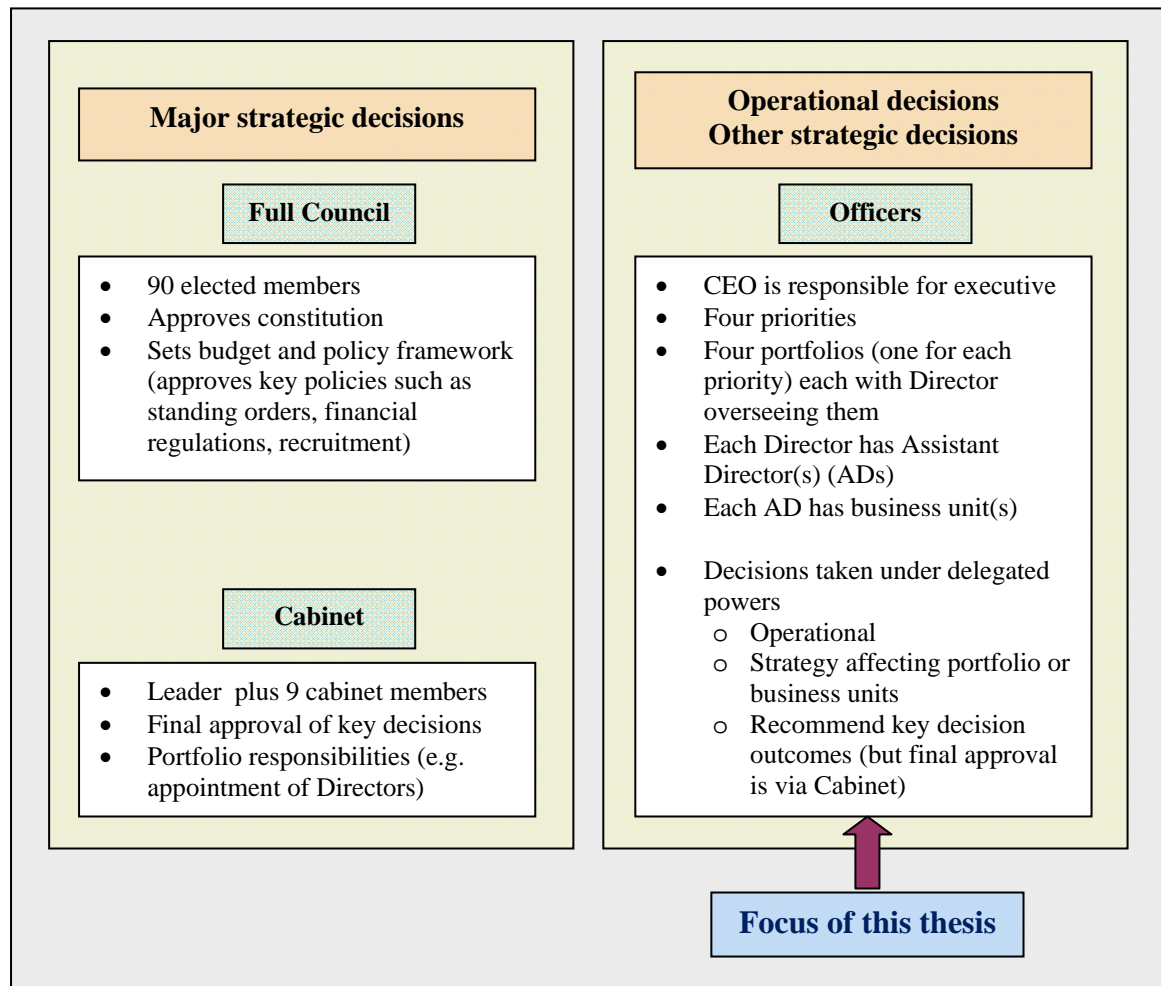 Major strategic decisions
Full Council
• 90 elected members
• Approves constitution
• Sets budget and policy framework
(approves key policies such as
standing orders, financial
regulations, recruitment)
Cabinet
• Leader plus 9 cabinet members
• Final approval of key decisions
• Portfolio responsibilities (e.g.
appointment of Directors)
Operational decisions
Other strategic decisions
Officers
• CEO is responsible for executive
• Four priorities
• Four portfolios (one for each
priority) each with Director
overseeing them
• Each Director has Assistant
Director(s) (ADs)
• Each AD has business unit(s)
• Decisions taken under delegated
powers
o Operational
o Strategy affecting portfolio or
business units
o Recommend key decision
outcomes (but final approval
is via Cabinet)
Focus of this thesis